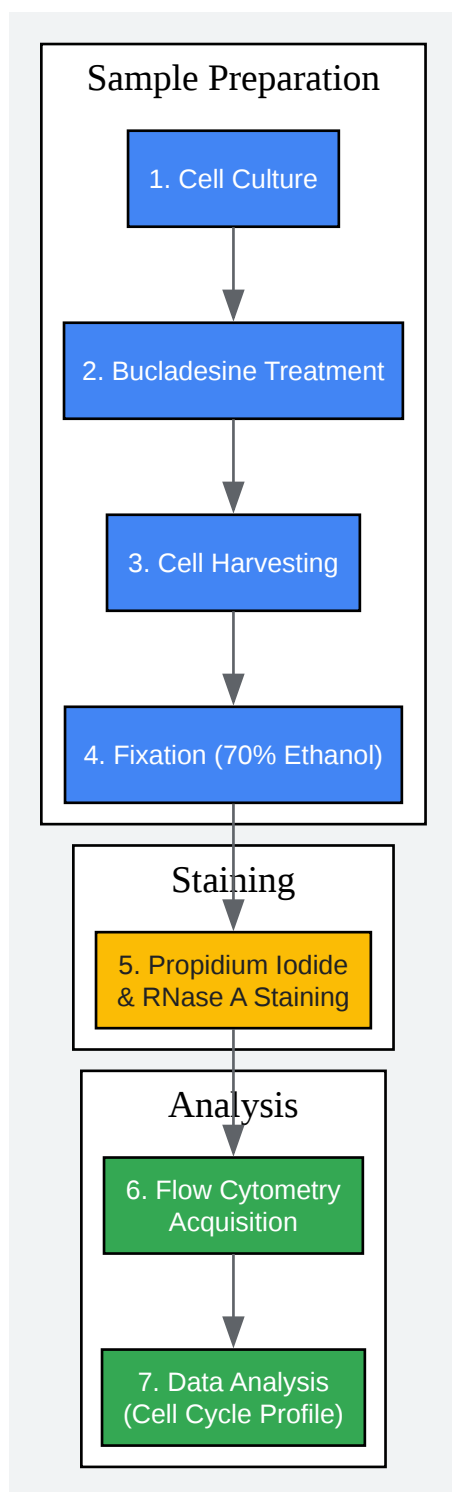 Sample Preparation
1. Cell Culture
2. Bucladesine Treatment
3. Cell Harvesting
4. Fixation (70% Ethanol)
Staining
5. Propidium Iodide
& RNase A Staining
Analysis
6. Flow Cytometry
Acquisition
7. Data Analysis
(Cell Cycle Profile)